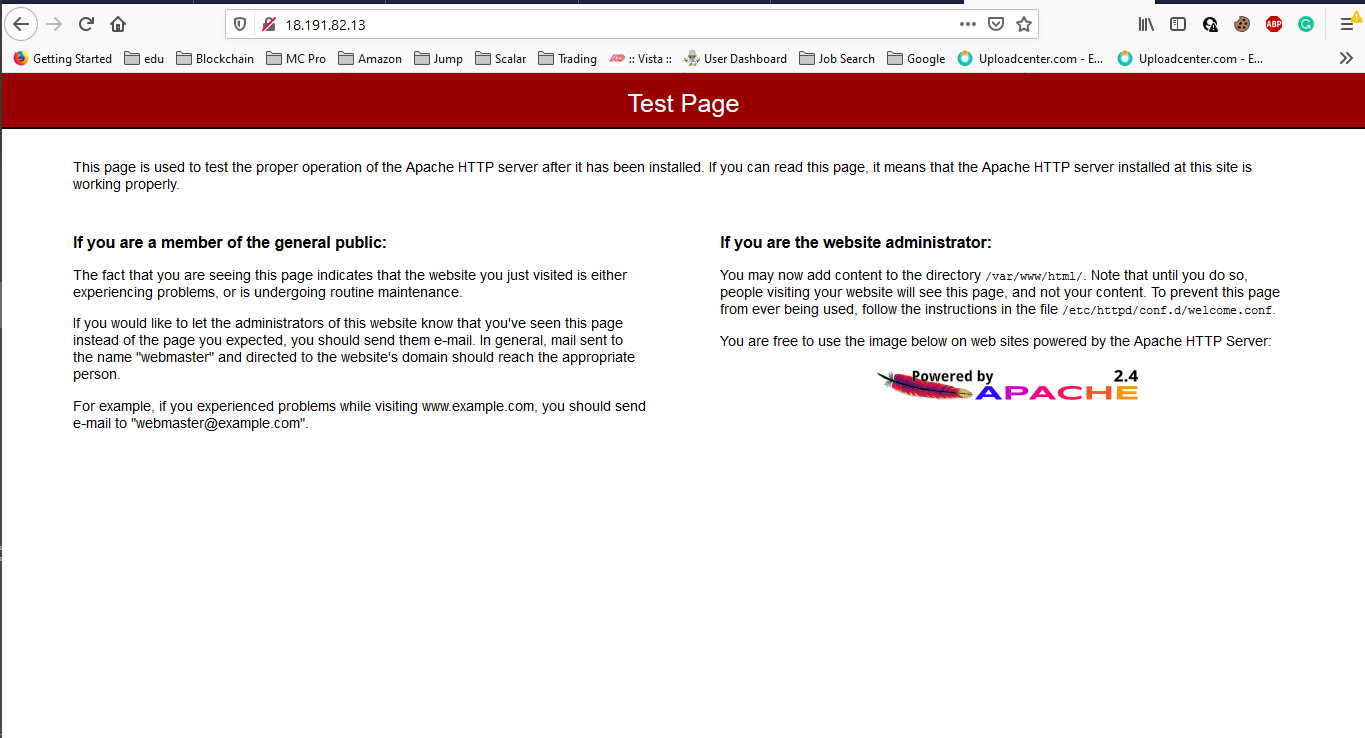 18.191.82.13
ABP
Getting Started edu Blockchain MC Pro Amazon Jump Scalar Trading :: Vista :: User Dashboard Job Search Google Uploadcenter.com - E... Uploadcenter.com - E...
Test Page
This page is used to test the proper operation of the Apache HTTP server after it has been installed. If you can read this page, it means that the Apache HTTP server installed at this site is
working properly.
If you are a member of the general public:
The fact that you are seeing this page indicates that the website you just visited is either
experiencing problems, or is undergoing routine maintenance.
If you would like to let the administrators of this website know that you've seen this page
instead of the page you expected, you should send them e-mail. In general, mail sent to
the name "webmaster" and directed to the website's domain should reach the appropriate
person.
For example, if you experienced problems while visiting www.example.com, you should send
e-mail to "webmaster@example.com".
If you are the website administrator:
You may now add content to the directory /var/www/html/. Note that until you do so,
people visiting your website will see this page, and not your content. To prevent this page
from ever being used, follow the instructions in the file /etc/httpd/conf.d/welcome.conf.
You are free to use the image below on web sites powered by the Apache HTTP Server:
Powered by 2.4
APACHE